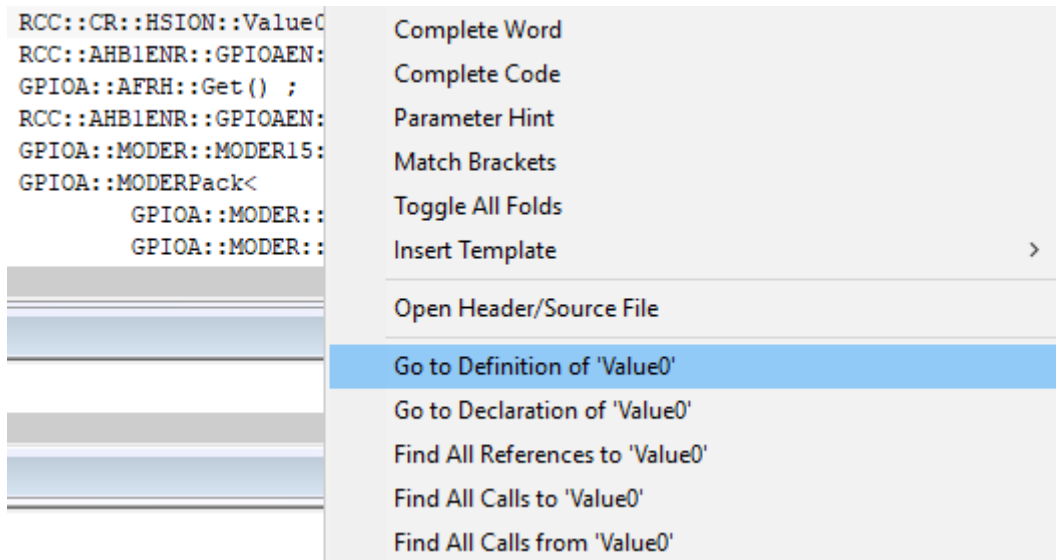 RCC::CR::HSION::Value0
RCC::AHB1ENR::GPIOAEN:
GPIOA::AFRH::Get() ;
RCC::AHB1ENR::GPIOAEN:
GPIOA::MODER::MODER15:
GPIOA::MODERPack<
GPIOA::MODER::
GPIOA::MODER::
Complete Word
Complete Code
Parameter Hint
Match Brackets
Toggle All Folds
Insert Template
Open Header/Source File
Go to Definition of 'Value0'
Go to Declaration of 'Value0'
Find All References to 'Value0'
Find All Calls to 'Value0'
Find All Calls from 'Value0'